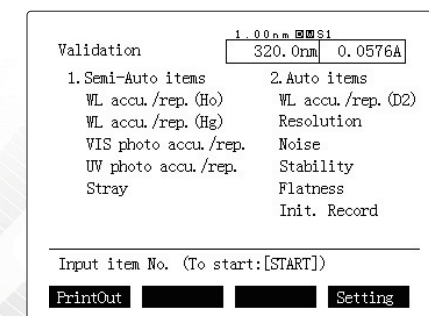 1.00nm S1
Validation 320.0nm 0.0576A
1.Semi-Auto items 2.Auto items
WL accu./rep.(Ho) WL accu./rep.(D2)
WL accu./rep.(Hg) Resolution
VIS photo accu./rep. Noise
UV photo accu./rep. Stability
Stray Flatness
Init. Record
Input item No. (To start:[START])
PrintOut Setting